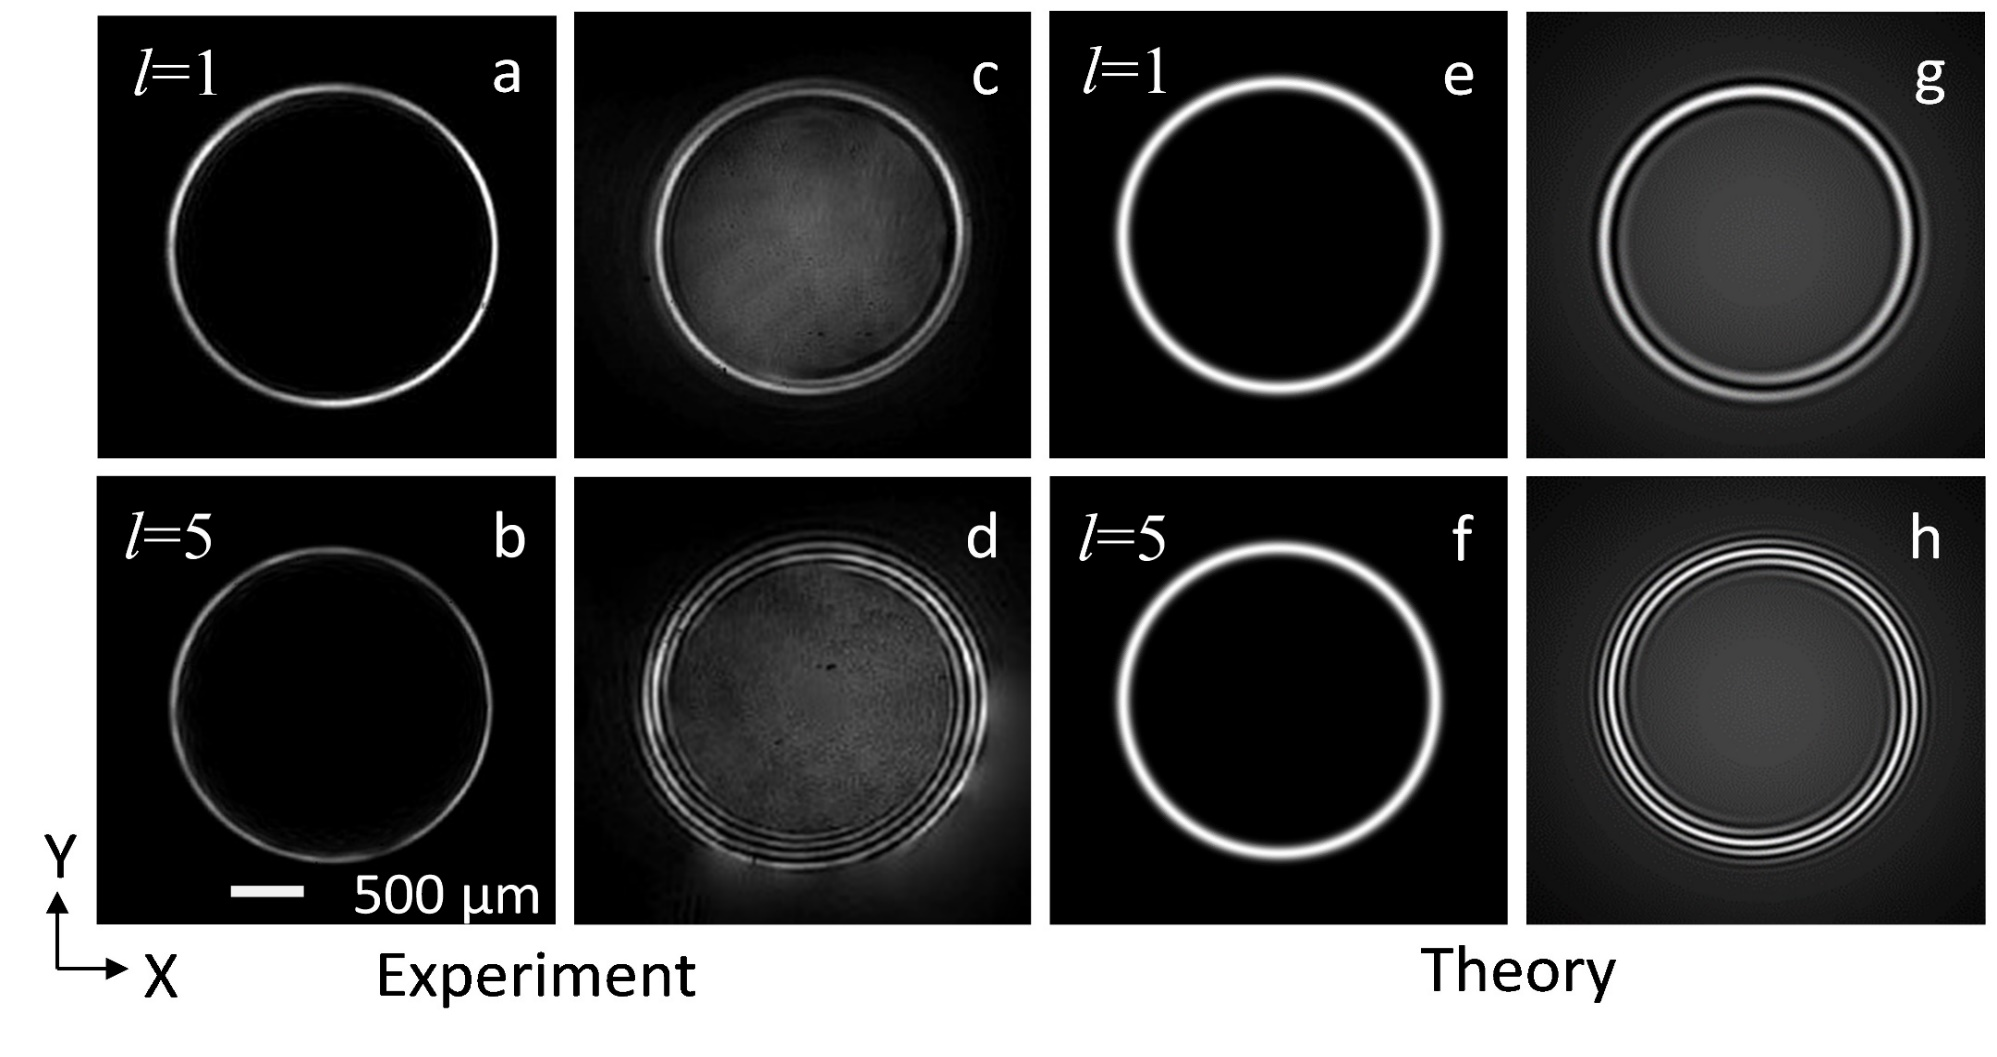 l=1 a
c
l=1 e
g
l=5 b
d
l=5 f
h
500 µm
Y
X
Experiment
Theory